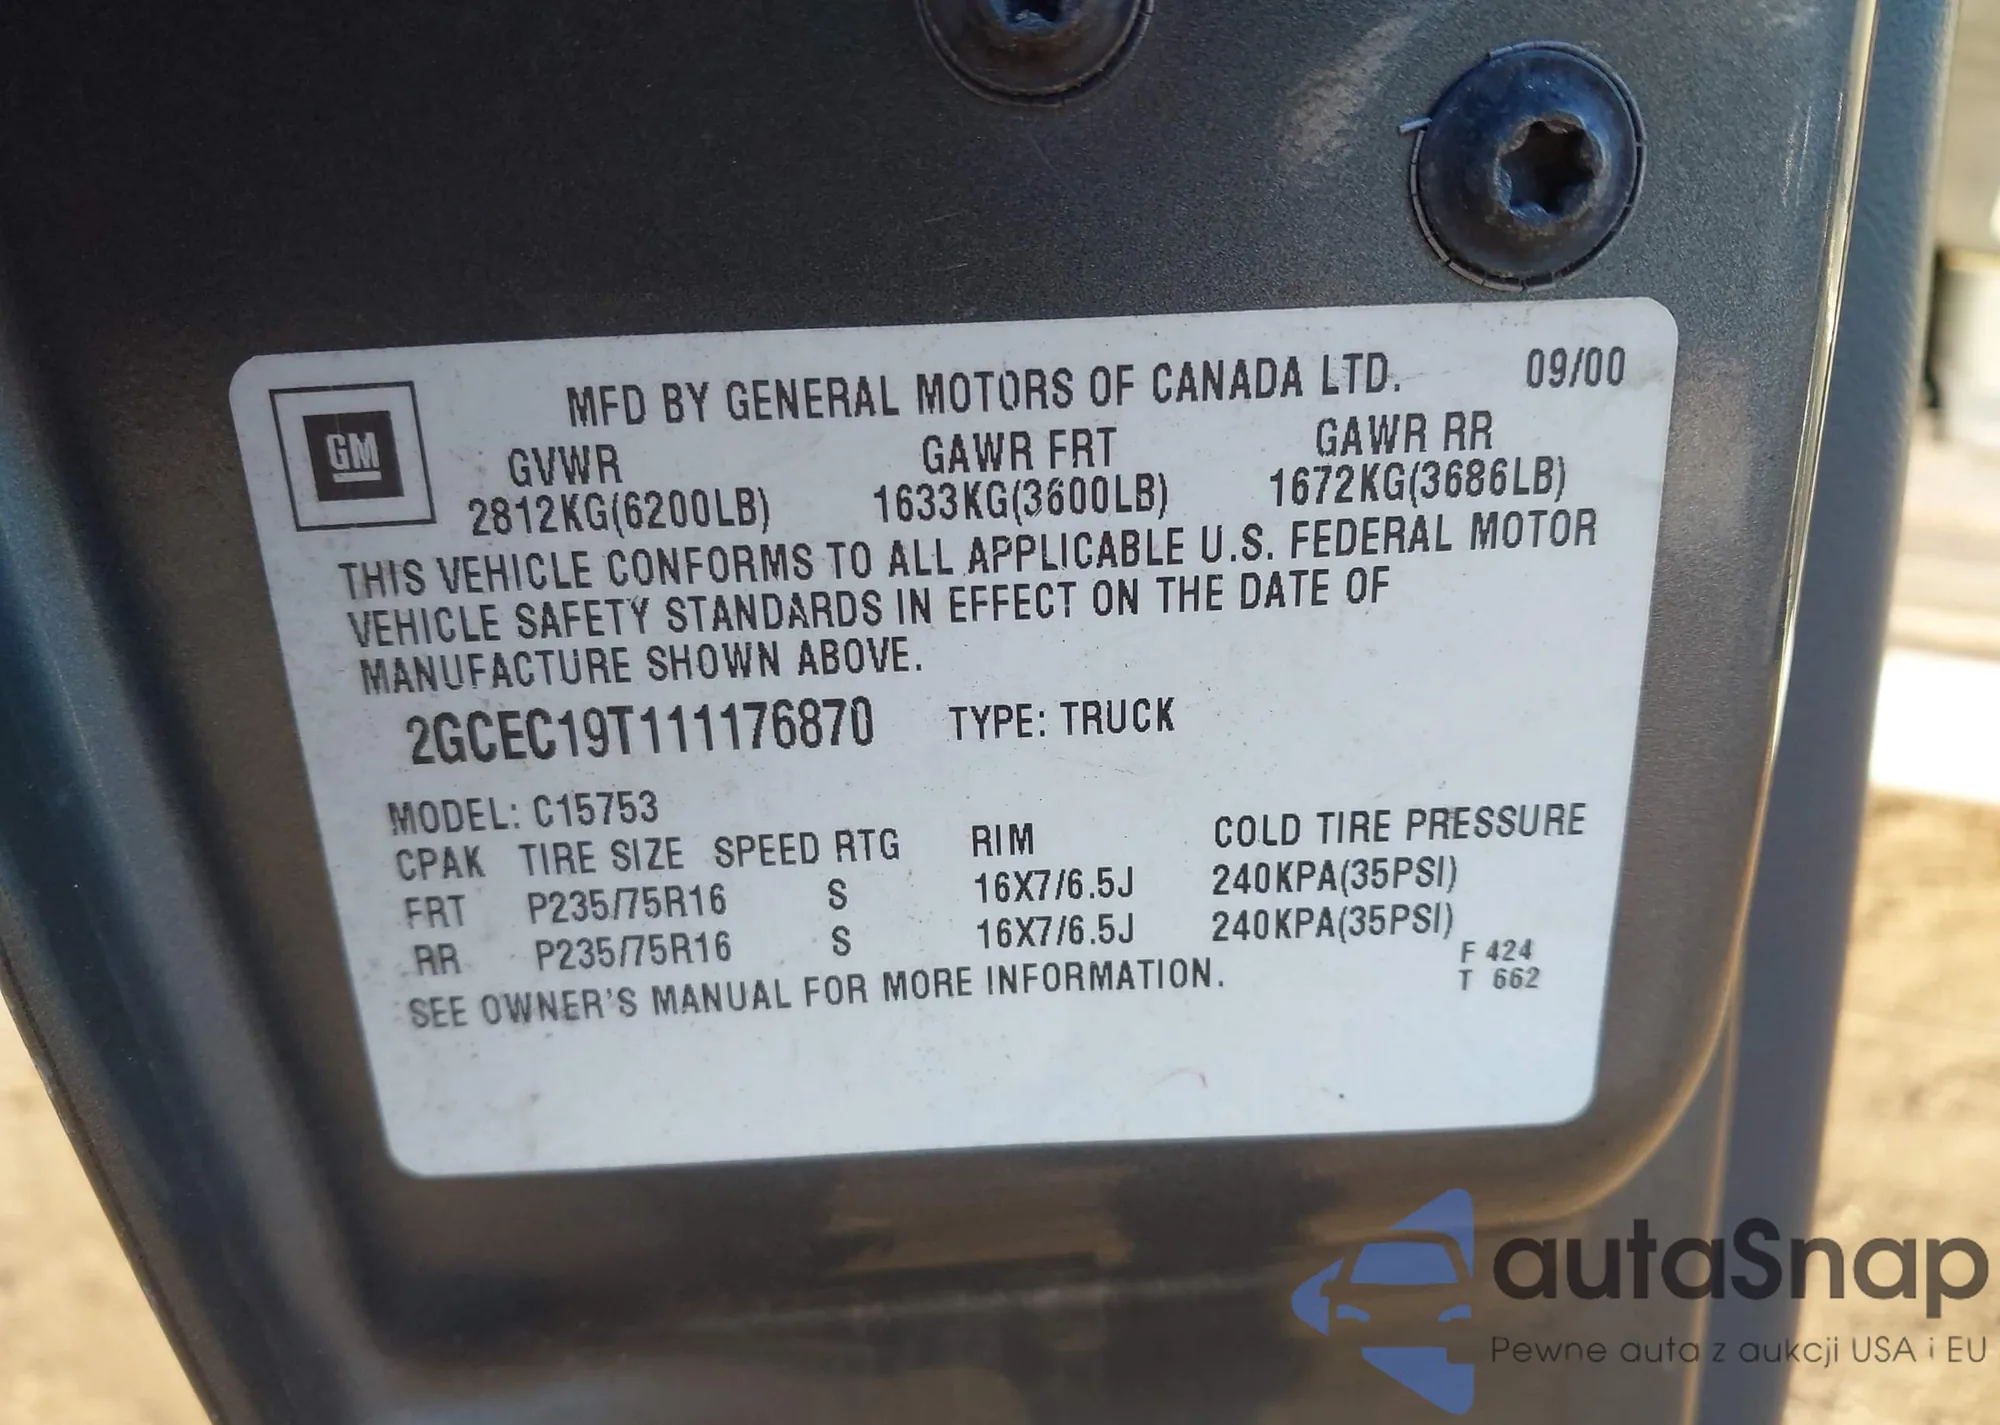 MFD BY GENERAL MOTORS OF CANADA LTD. 09/00
GM
GVWR GAWR FRT GAWR RR
2812KG(6200LB) 1633KG(3600LB) 1672KG(3686LB)
THIS VEHICLE CONFORMS TO ALL APPLICABLE U.S. FEDERAL MOTOR
VEHICLE SAFETY STANDARDS IN EFFECT ON THE DATE OF
MANUFACTURE SHOWN ABOVE.
2GCEC19T111176870 TYPE: TRUCK
MODEL: C15753
CPAK TIRE SIZE SPEED RTG RIM COLD TIRE PRESSURE
FRT P235/75R16 S 16X7/6.5J 240KPA(35PSI)
RR P235/75R16 S 16X7/6.5J 240KPA(35PSI)
F 424
SEE OWNER'S MANUAL FOR MORE INFORMATION. T 662
autaSnap
Pewne auta z aukcji USA i EU